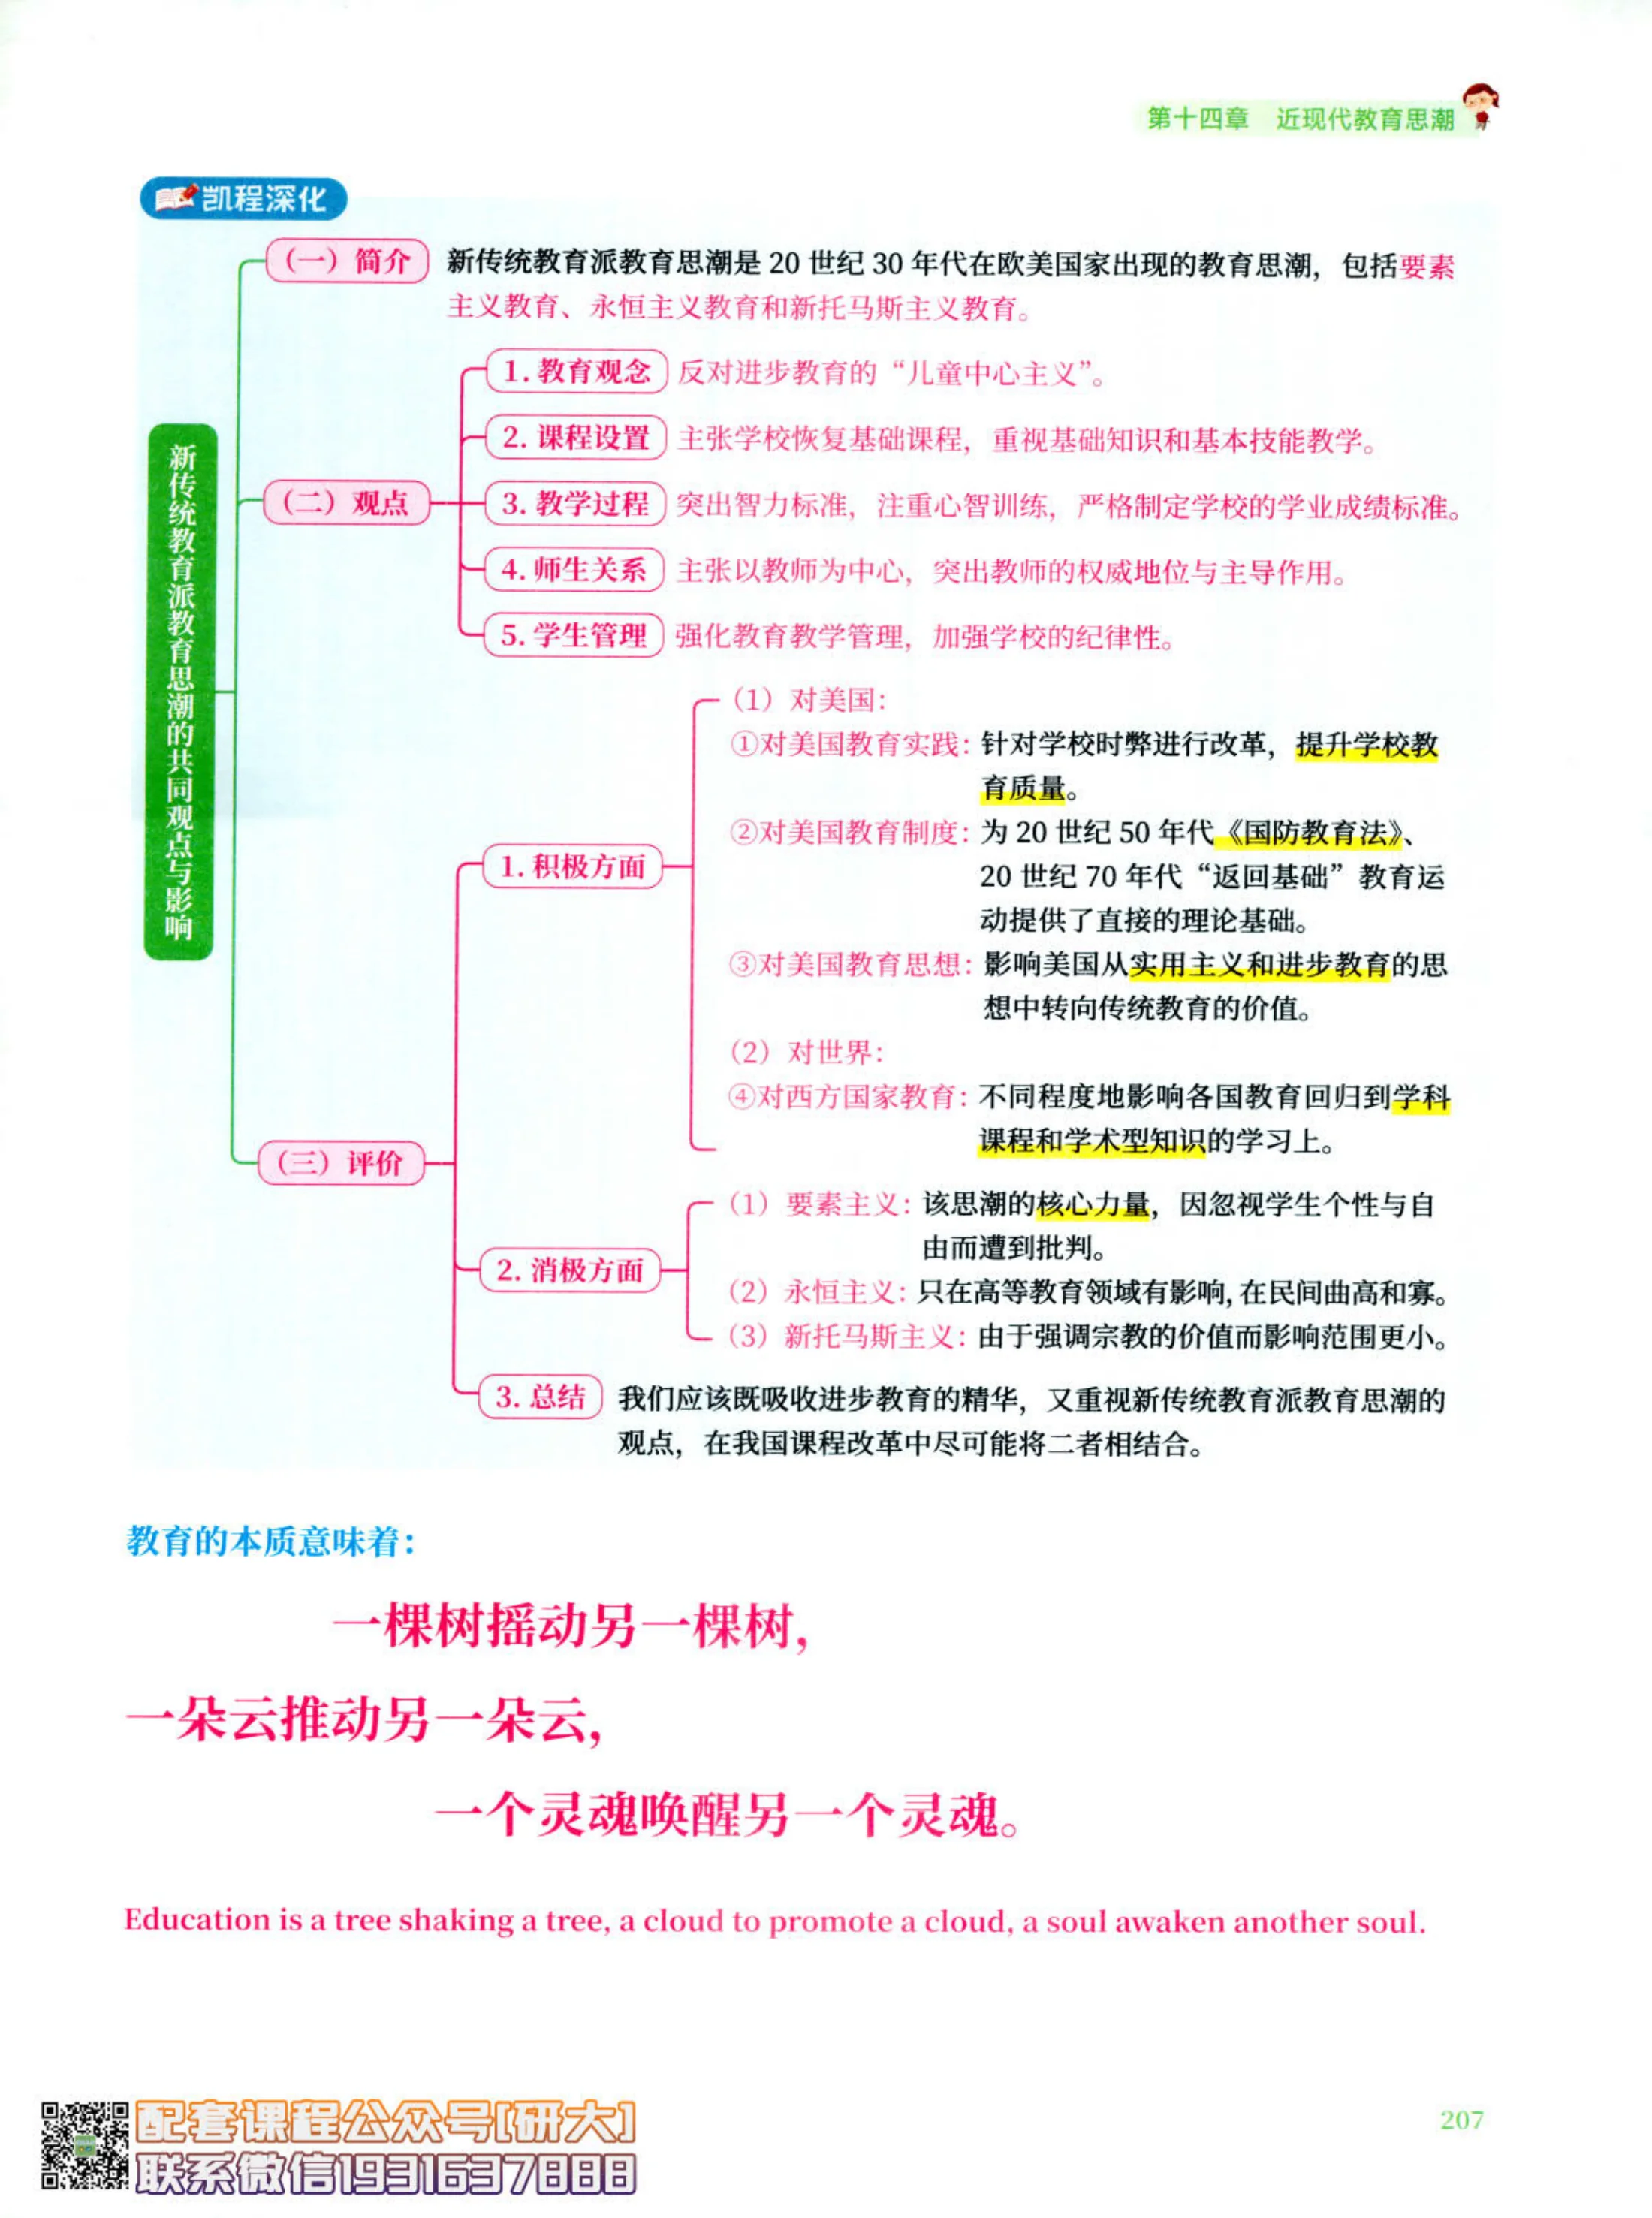 第十四章 近现代教育思潮
凯程深化
新传统教育派教育思潮的共同观点与影响
（一）简介
新传统教育派教育思潮是 20 世纪 30 年代在欧美国家出现的教育思潮，包括要素
主义教育、永恒主义教育和新托马斯主义教育。
（二）观点
1. 教育观念 反对进步教育的“儿童中心主义”。
2. 课程设置 主张学校恢复基础课程，重视基础知识和基本技能教学。
3. 教学过程 突出智力标准，注重心智训练，严格制定学校的学业成绩标准。
4. 师生关系 主张以教师为中心，突出教师的权威地位与主导作用。
5. 学生管理 强化教育教学管理，加强学校的纪律性。
（三）评价
1. 积极方面
（1）对美国：
①对美国教育实践：针对学校时弊进行改革，提升学校教
育质量。
②对美国教育制度：为 20 世纪 50 年代《国防教育法》、
20 世纪 70 年代“返回基础”教育运
动提供了直接的理论基础。
③对美国教育思想：影响美国从实用主义和进步教育的思
想中转向传统教育的价值。
（2）对世界：
④对西方国家教育：不同程度地影响各国教育回归到学科
课程和学术型知识的学习上。
2. 消极方面
（1）要素主义：该思潮的核心力量，因忽视学生个性与自
由而遭到批判。
（2）永恒主义：只在高等教育领域有影响，在民间曲高和寡。
（3）新托马斯主义：由于强调宗教的价值而影响范围更小。
3. 总结 我们应该既吸收进步教育的精华，又重视新传统教育派教育思潮的
观点，在我国课程改革中尽可能将二者相结合。
教育的本质意味着：
一棵树摇动另一棵树，
一朵云推动另一朵云，
一个灵魂唤醒另一个灵魂。
Education is a tree shaking a tree, a cloud to promote a cloud, a soul awaken another soul.
配套课程公众号[研大]
联系微信1931637888
207